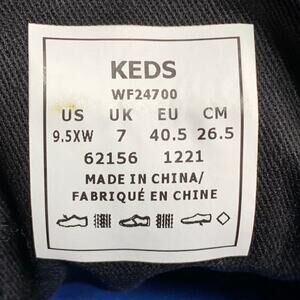 KEDS
WF24700
US UK EU CM
9.5XW 7 40.5 26.5
62156 1221
MADE IN CHINA/
FABRIQUÉ EN CHINE